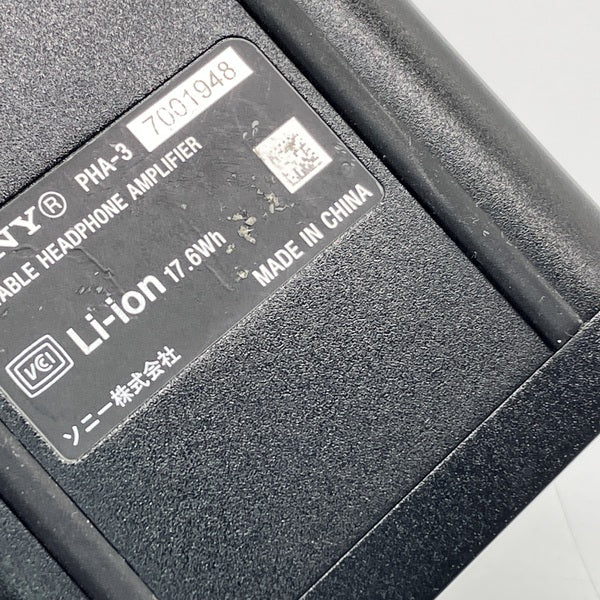 NY® PHA-3 7001948
ABLE HEADPHONE AMPLIFIER
VCI Li-ion 17.6Wh MADE IN CHINA
ソニー株式会社